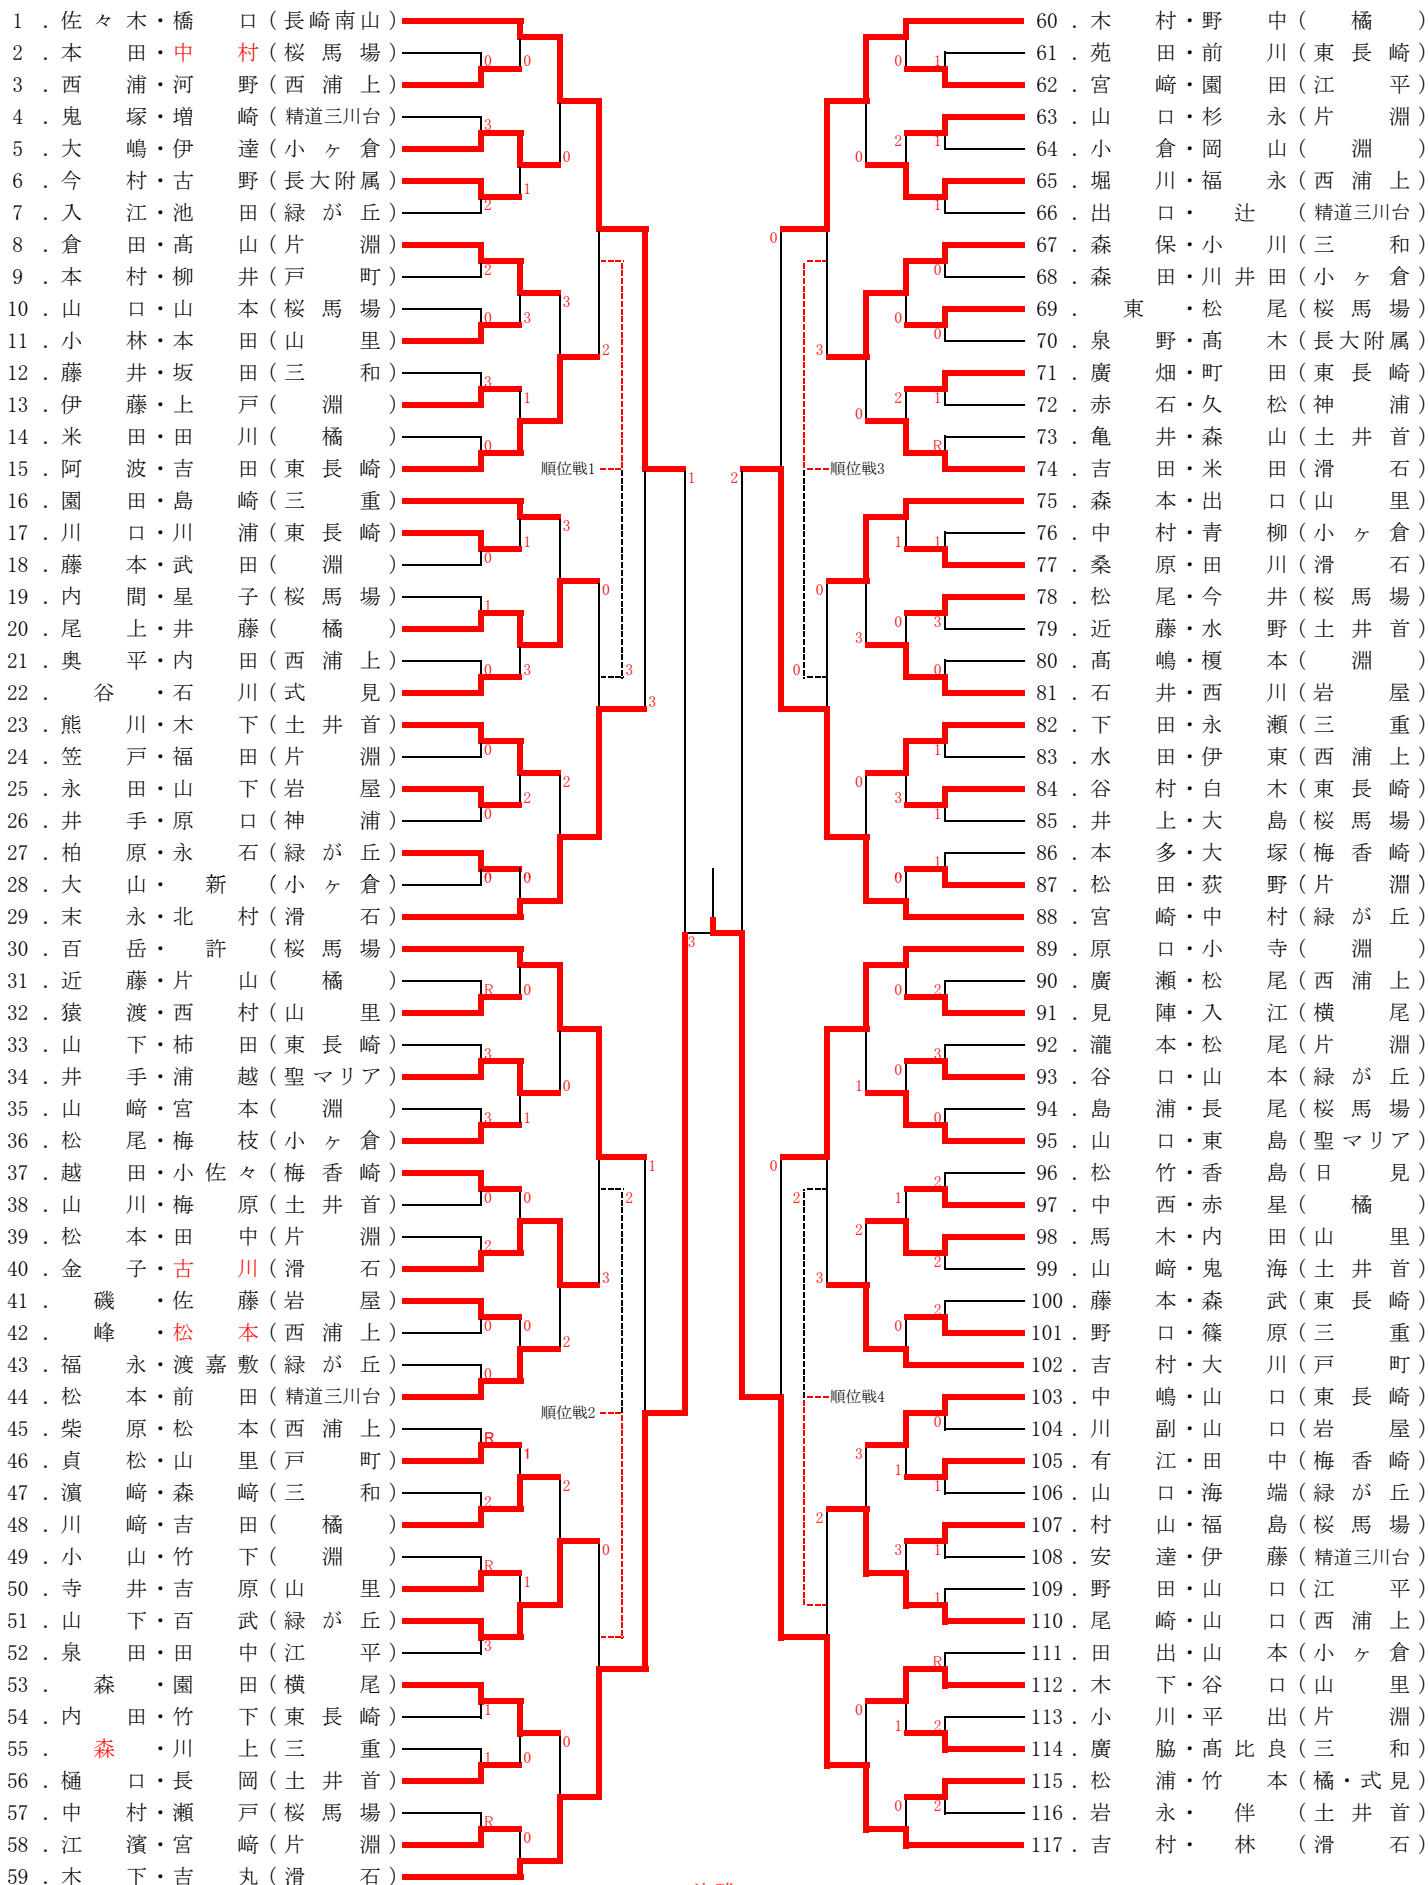 1 . 佐々木・橋口(長崎南山)
2 . 本田・中村(桜馬場)
3 . 西浦・河野(西浦上)
4 . 鬼塚・増崎(精道三川台)
5 . 大嶋・伊達(小ヶ倉)
6 . 今村・古野(長大附属)
7 . 入江・池田(緑が丘)
8 . 倉田・髙山(片淵)
9 . 本村・柳井(戸町)
10 . 山口・山本(桜馬場)
11 . 小林・本田(山里)
12 . 藤井・坂田(三和)
13 . 伊藤・上戸(淵)
14 . 米田・田川(橘)
15 . 阿波・吉田(東長崎)
16 . 園田・島崎(三重)
17 . 川口・川浦(東長崎)
18 . 藤本・武田(淵)
19 . 内間・星子(桜馬場)
20 . 尾上・井藤(橘)
21 . 奥平・内田(西浦上)
22 . 谷・石川(式見)
23 . 熊川・木下(土井首)
24 . 笠戸・福田(片淵)
25 . 永田・山下(岩屋)
26 . 井手・原口(神浦)
27 . 柏原・永石(緑が丘)
28 . 大山・新(小ヶ倉)
29 . 末永・北村(滑石)
30 . 百岳・許(桜馬場)
31 . 近藤・片山(橘)
32 . 猿渡・西村(山里)
33 . 山下・柿田(東長崎)
34 . 井手・浦越(聖マリア)
35 . 山﨑・宮本(淵)
36 . 松尾・梅枝(小ヶ倉)
37 . 越田・小佐々(梅香崎)
38 . 山川・梅原(土井首)
39 . 松本・田中(片淵)
40 . 金子・古川(滑石)
41 . 磯・佐藤(岩屋)
42 . 峰・松本(西浦上)
43 . 福永・渡嘉敷(緑が丘)
44 . 松本・前田(精道三川台)
45 . 柴原・松本(西浦上)
46 . 貞松・山里(戸町)
47 . 濵﨑・森﨑(三和)
48 . 川﨑・吉田(橘)
49 . 小山・竹下(淵)
50 . 寺井・吉原(山里)
51 . 山下・百武(緑が丘)
52 . 泉田・田中(江平)
53 . 森・園田(横尾)
54 . 内田・竹下(東長崎)
55 . 森・川上(三重)
56 . 樋口・長岡(土井首)
57 . 中村・瀬戸(桜馬場)
58 . 江濱・宮﨑(片淵)
59 . 木下・吉丸(滑石)
順位戦1
順位戦2
順位戦3
順位戦4
60 . 木村・野中(橘)
61 . 苑田・前川(東長崎)
62 . 宮﨑・園田(江平)
63 . 山口・杉永(片淵)
64 . 小倉・岡山(淵)
65 . 堀川・福永(西浦上)
66 . 出口・辻(精道三川台)
67 . 森保・小川(三和)
68 . 森田・川井田(小ヶ倉)
69 . 東・松尾(桜馬場)
70 . 泉野・髙木(長大附属)
71 . 廣畑・町田(東長崎)
72 . 赤石・久松(神浦)
73 . 亀井・森山(土井首)
74 . 吉田・米田(滑石)
75 . 森本・出口(山里)
76 . 中村・青柳(小ヶ倉)
77 . 桑原・田川(滑石)
78 . 松尾・今井(桜馬場)
79 . 近藤・水野(土井首)
80 . 髙嶋・榎本(淵)
81 . 石井・西川(岩屋)
82 . 下田・永瀬(三重)
83 . 水田・伊東(西浦上)
84 . 谷村・白木(東長崎)
85 . 井上・大島(桜馬場)
86 . 本多・大塚(梅香崎)
87 . 松田・荻野(片淵)
88 . 宮崎・中村(緑が丘)
89 . 原口・小寺(淵)
90 . 廣瀬・松尾(西浦上)
91 . 見陣・入江(横尾)
92 . 瀧本・松尾(片淵)
93 . 谷口・山本(緑が丘)
94 . 島浦・長尾(桜馬場)
95 . 山口・東島(聖マリア)
96 . 松竹・香島(日見)
97 . 中西・赤星(橘)
98 . 馬木・内田(山里)
99 . 山﨑・鬼海(土井首)
100 . 藤本・森武(東長崎)
101 . 野口・篠原(三重)
102 . 吉村・大川(戸町)
103 . 中嶋・山口(東長崎)
104 . 川副・山口(岩屋)
105 . 有江・田中(梅香崎)
106 . 山口・海端(緑が丘)
107 . 村山・福島(桜馬場)
108 . 安達・伊藤(精道三川台)
109 . 野田・山口(江平)
110 . 尾崎・山口(西浦上)
111 . 田出・山本(小ヶ倉)
112 . 木下・谷口(山里)
113 . 小川・平出(片淵)
114 . 廣脇・髙比良(三和)
115 . 松浦・竹本(橘・式見)
116 . 岩永・伴(土井首)
117 . 吉村・林(滑石)